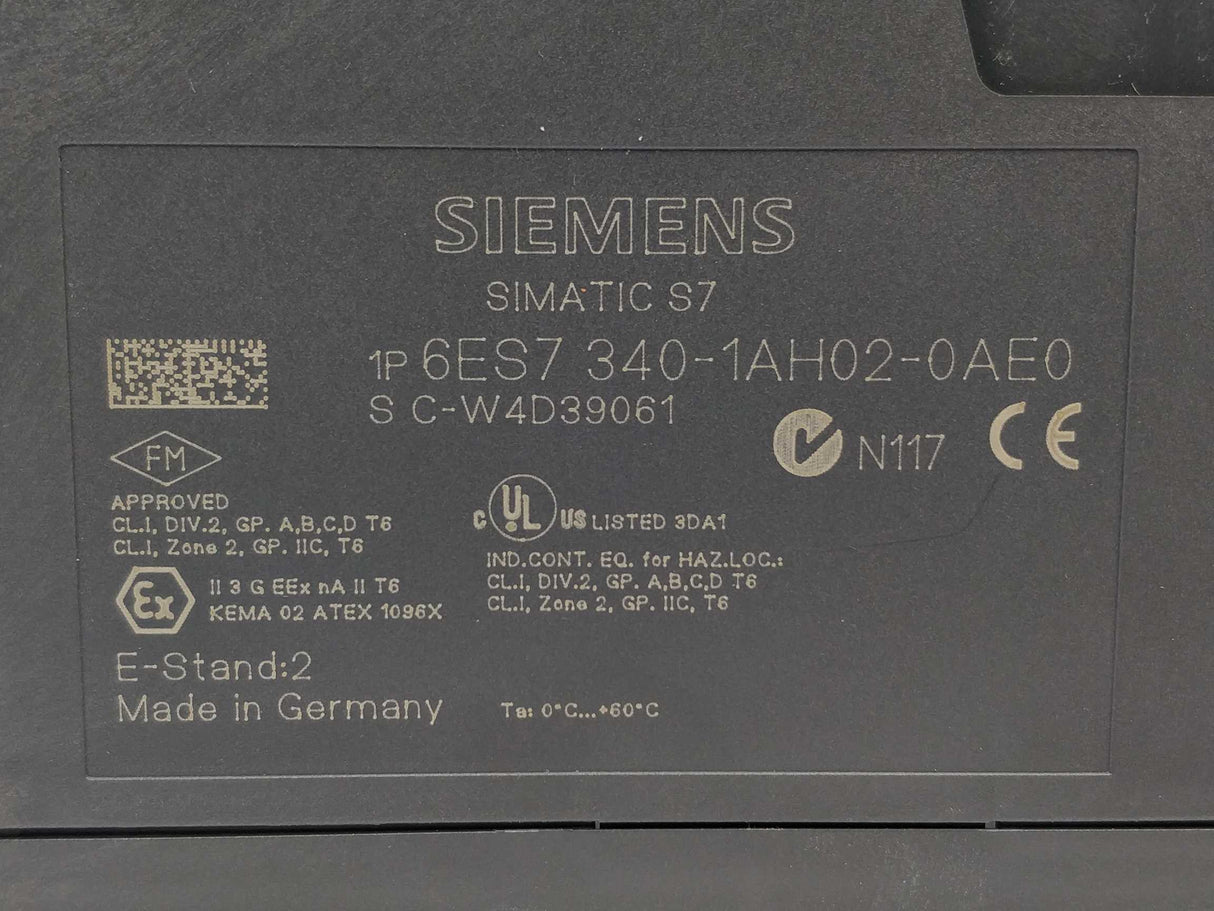 SIEMENS
SIMATIC S7
1P 6ES7 340-1AH02-0AE0
S C-W4D39061
N117 CE
FM
APPROVED
CL.I, DIV.2, GP. A,B,C,D T6
CL.I, Zone 2, GP. IIC, T6
C UL US LISTED 3DA1
IND.CONT. EQ. for HAZ.LOC.:
CL.I, DIV.2, GP. A,B,C,D T6
CL.I, Zone 2, GP. IIC, T6
Ex II 3 G EEx nA II T6
KEMA 02 ATEX 1096X
E-Stand:2
Made in Germany
Ta: 0°C...+60°C